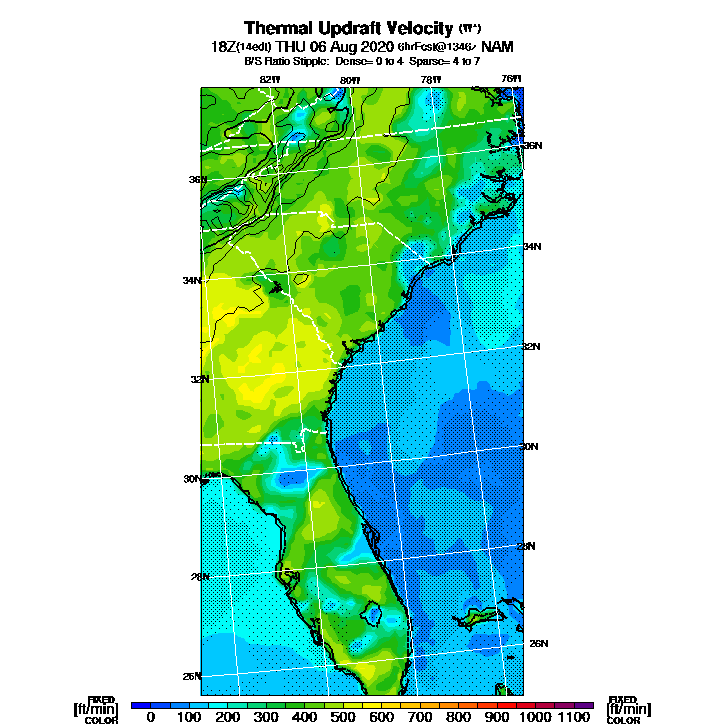 Thermal Updraft Velocity (W*)
18Z(14edt) THU 06 Aug 2020 6hrFcst@1346z NAM
B/S Ratio Stipple: Dense= 0 to 4 Sparse= 4 to 7
82W 80W 78W 76W
36N
36N
34N
34N
32N
32N
30N
30N
28N
28N
26N
26N
FIXED FIXED
[ft/min] 0 100 200 300 400 500 600 700 800 900 1000 1100 [ft/min]
COLOR COLOR